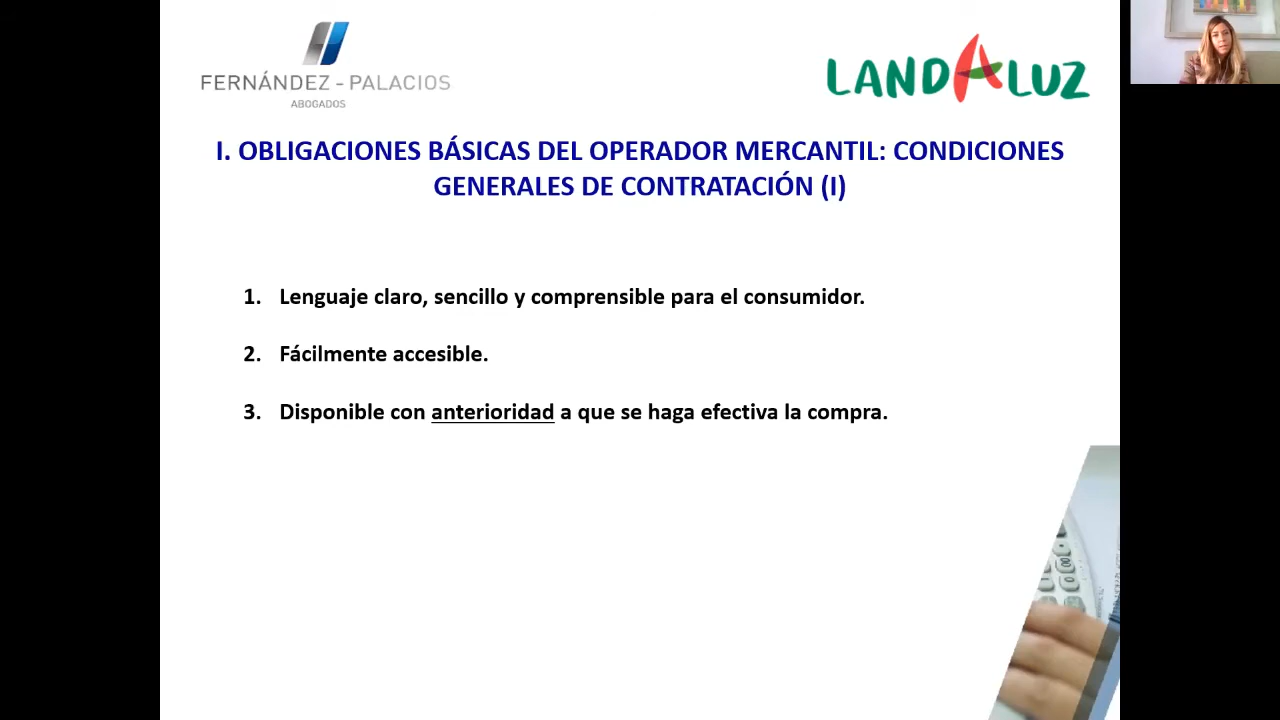 FERNÁNDEZ - PALACIOS
ABOGADOS
LANDALUZ
I. OBLIGACIONES BÁSICAS DEL OPERADOR MERCANTIL: CONDICIONES
GENERALES DE CONTRATACIÓN (I)
1. Lenguaje claro, sencillo y comprensible para el consumidor.
2. Fácilmente accesible.
3. Disponible con anterioridad a que se haga efectiva la compra.